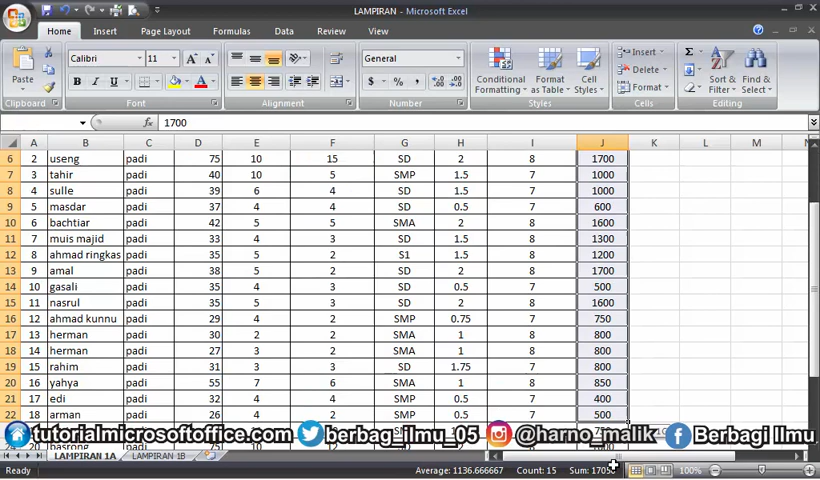 LAMPIRAN - Microsoft Excel
Home Insert Page Layout Formulas Data Review View
Calibri 11 A A General Insert Σ
Paste B I U A $ % , Conditional Formatting Format as Table Cell Styles Delete Format Sort & Filter Find & Select
Clipboard Font Alignment Number Styles Cells Editing
fx 1700
A B C D E F G H I J K L M
6 2 useng padi 75 10 15 SD 2 8 1700
7 3 tahir padi 40 10 5 SMP 1.5 7 1000
8 4 sulle padi 39 6 4 SD 1.5 7 1000
9 5 masdar padi 37 4 4 SD 0.5 7 600
10 6 bachtiar padi 42 5 5 SMA 2 8 1600
11 7 muis majid padi 33 4 3 SD 1.5 8 1300
12 8 ahmad ringkas padi 35 5 2 S1 1.5 8 1200
13 9 amal padi 38 5 2 SD 2 8 1700
14 10 gasali padi 35 4 3 SD 0.5 7 500
15 11 nasrul padi 35 5 3 SD 2 8 1600
16 12 ahmad kunnu padi 29 4 2 SMP 0.75 7 750
17 13 herman padi 30 2 2 SMA 1 8 800
18 14 herman padi 27 3 2 SMA 1 8 800
19 15 rahim padi 31 3 3 SD 1.75 7 800
20 16 yahya padi 55 7 6 SMA 1 8 850
21 17 edi padi 32 4 4 SMP 0.5 7 400
22 18 arman padi 26 4 2 SMP 0.5 7 500
tutorialmicrosoftoffice.com berbag_ilmu_05 @harno_malik Berbagi Ilmu
LAMPIRAN 1A LAMPIRAN 1B
Ready Average: 1136.666667 Count: 15 Sum: 17050 100%